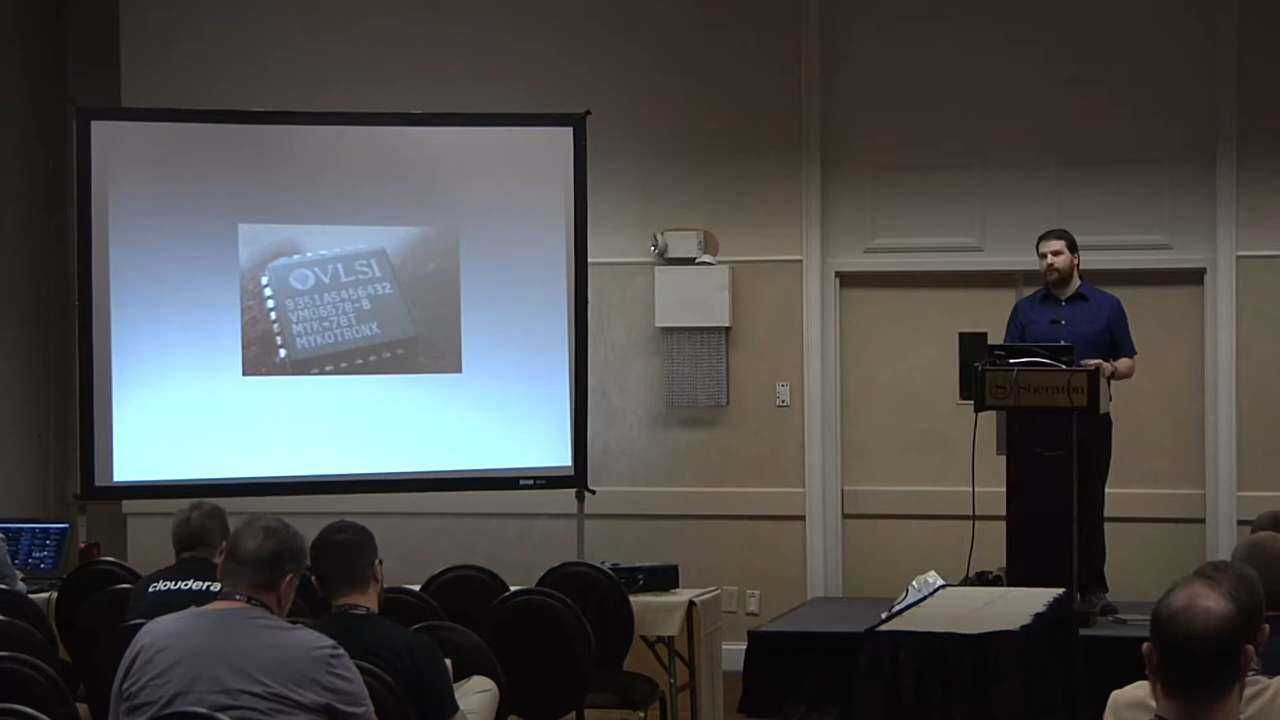 VLSI
9351AS456432
VM06578-B
MYK-78T
MYKOTRONX
Sheraton
cloudera